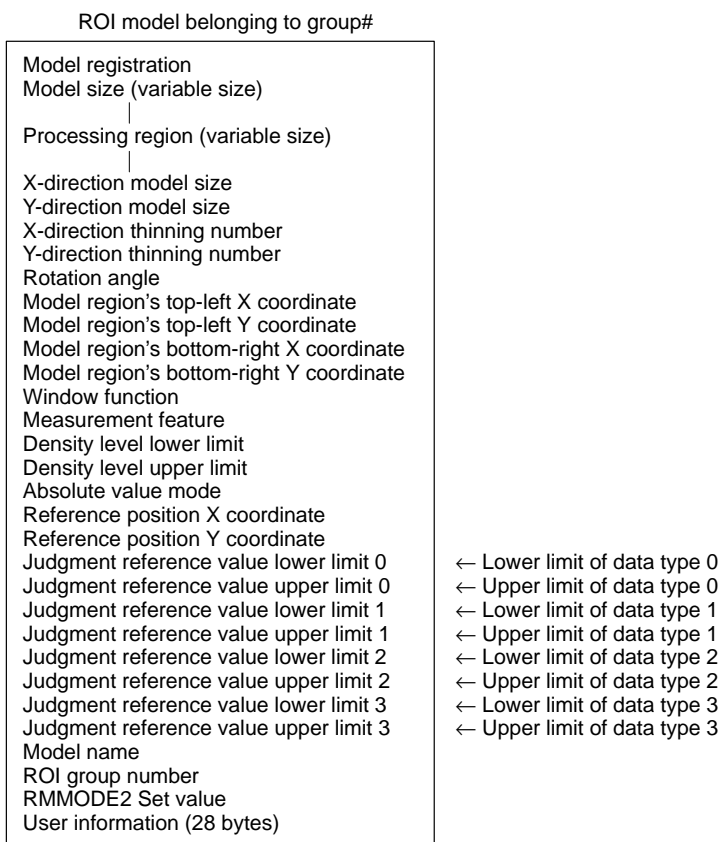 ROI model belonging to group#
Model registration
Model size (variable size)
Processing region (variable size)
X-direction model size
Y-direction model size
X-direction thinning number
Y-direction thinning number
Rotation angle
Model region's top-left X coordinate
Model region's top-left Y coordinate
Model region's bottom-right X coordinate
Model region's bottom-right Y coordinate
Window function
Measurement feature
Density level lower limit
Density level upper limit
Absolute value mode
Reference position X coordinate
Reference position Y coordinate
Judgment reference value lower limit 0 ← Lower limit of data type 0
Judgment reference value upper limit 0 ← Upper limit of data type 0
Judgment reference value lower limit 1 ← Lower limit of data type 1
Judgment reference value upper limit 1 ← Upper limit of data type 1
Judgment reference value lower limit 2 ← Lower limit of data type 2
Judgment reference value upper limit 2 ← Upper limit of data type 2
Judgment reference value lower limit 3 ← Lower limit of data type 3
Judgment reference value upper limit 3 ← Upper limit of data type 3
Model name
ROI group number
RMMODE2 Set value
User information (28 bytes)